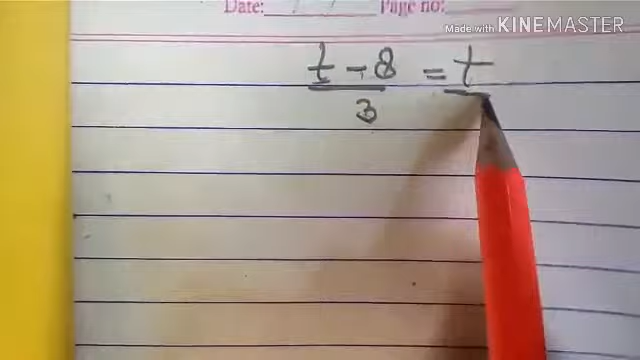 Date: Page no:
Made with KINEMASTER
t - 8 = t
3